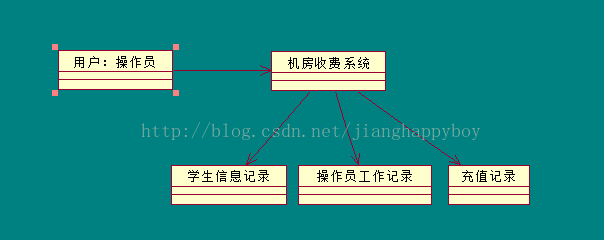 用户：操作员
机房收费系统
http://blog.csdn.net/jianghappyboy
学生信息记录
操作员工作记录
充值记录